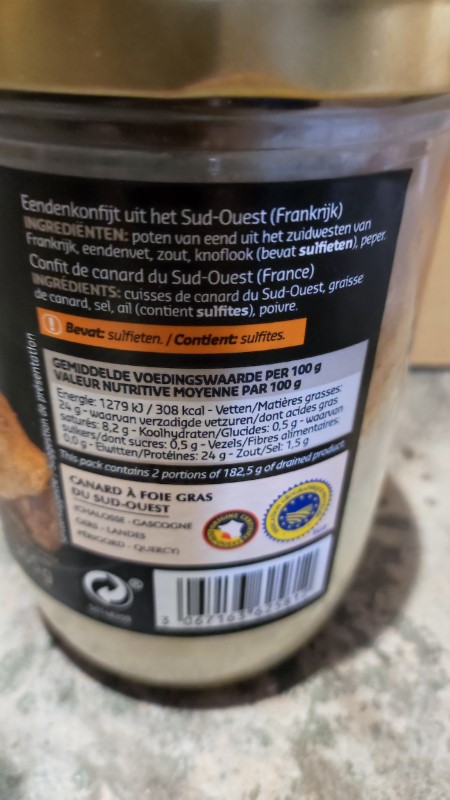 Eendenkonfijt uit het Sud-Ouest (Frankrijk)
INGREDIËNTEN: poten van eend uit het zuidwesten van
Frankrijk, eendenvet, zout, knoflook (bevat sulfieten), peper.
Confit de canard du Sud-Ouest (France)
INGRÉDIENTS: cuisses de canard du Sud-Ouest, graisse
de canard, sel, ail (contient sulfites), poivre.
! Bevat: sulfieten. / Contient: sulfites.
GEMIDDELDE VOEDINGSWAARDE PER 100 g
VALEUR NUTRITIVE MOYENNE PAR 100 g
Energie: 1279 kJ / 308 kcal - Vetten/Matières grasses:
24 g - waarvan verzadigde vetzuren/dont acides gras
saturés: 8,2 g - Koolhydraten/Glucides: 0,5 g - waarvan
suikers/dont sucres: 0,5 g - Vezels/Fibres alimentaires:
0,0 g - Eiwitten/Protéines: 24 g - Zout/Sel: 1,5 g
This pack contains 2 portions of 182,5 g of drained product.
de présentation
CANARD À FOIE GRAS
DU SUD-OUEST
(CHALOSSE - GASCOGNE
GERS - LANDES
PÉRIGORD - QUERCY)